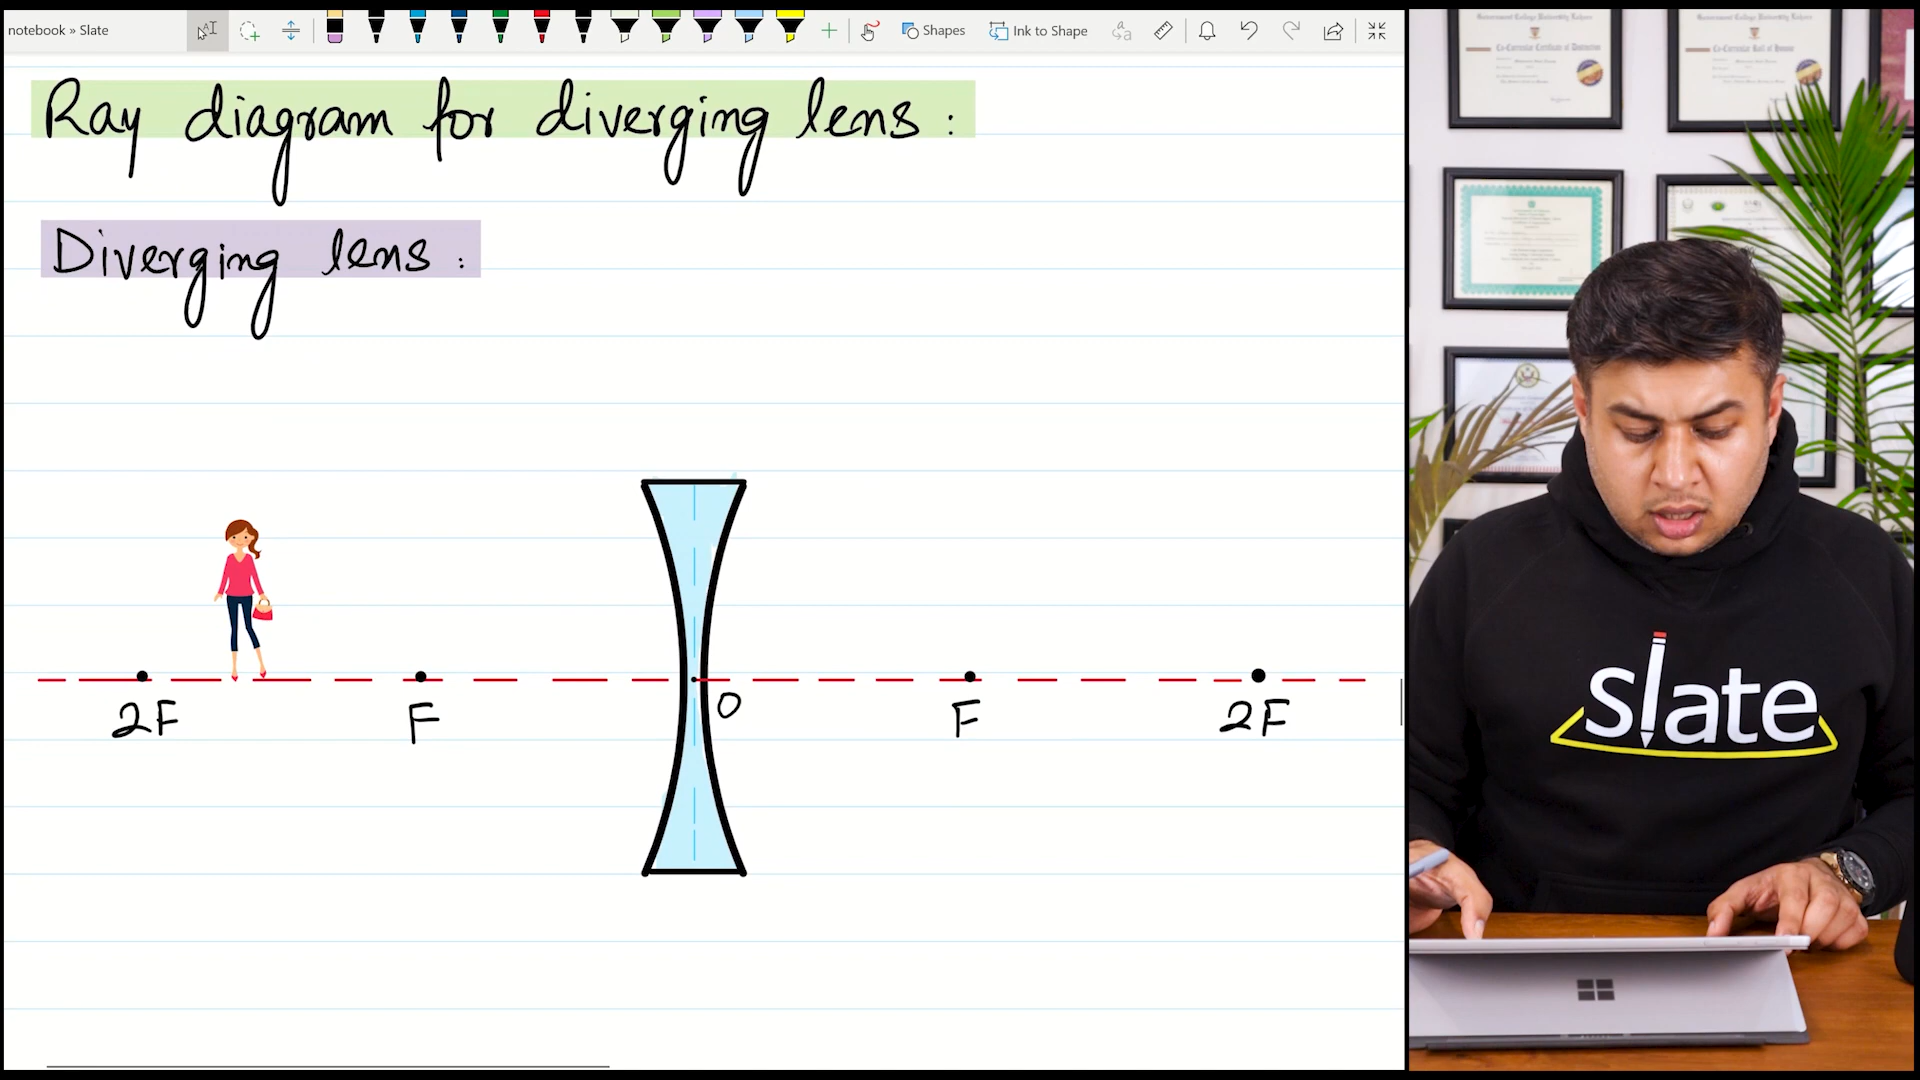 notebook » Slate
Shapes
Ink to Shape
Ray diagram for diverging lens :
Diverging lens :
2F
F
O
F
2F
Slate